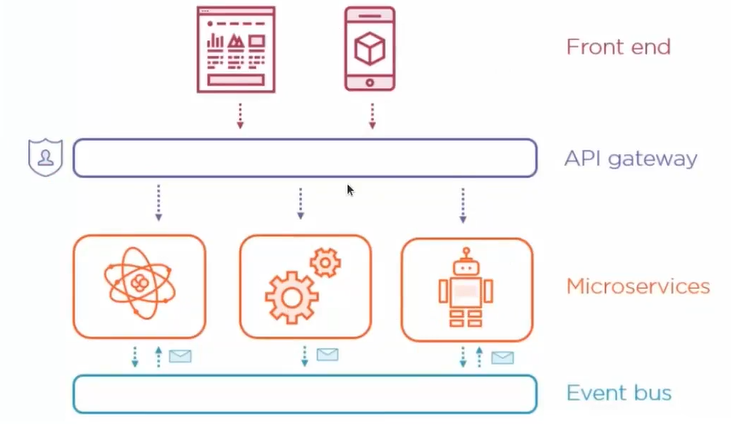 Front end
API gateway
Microservices
Event bus